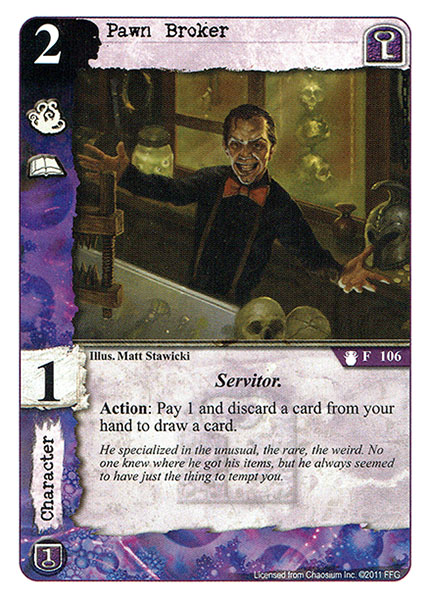 2
Pawn Broker
Illus. Matt Stawicki
F 106
1
Servitor.
Action: Pay 1 and discard a card from your
hand to draw a card.
He specialized in the unusual, the rare, the weird. No
one knew where he got his items, but he always seemed
to have just the thing to tempt you.
Character
Licensed from Chaosium Inc. ©2011 FFG